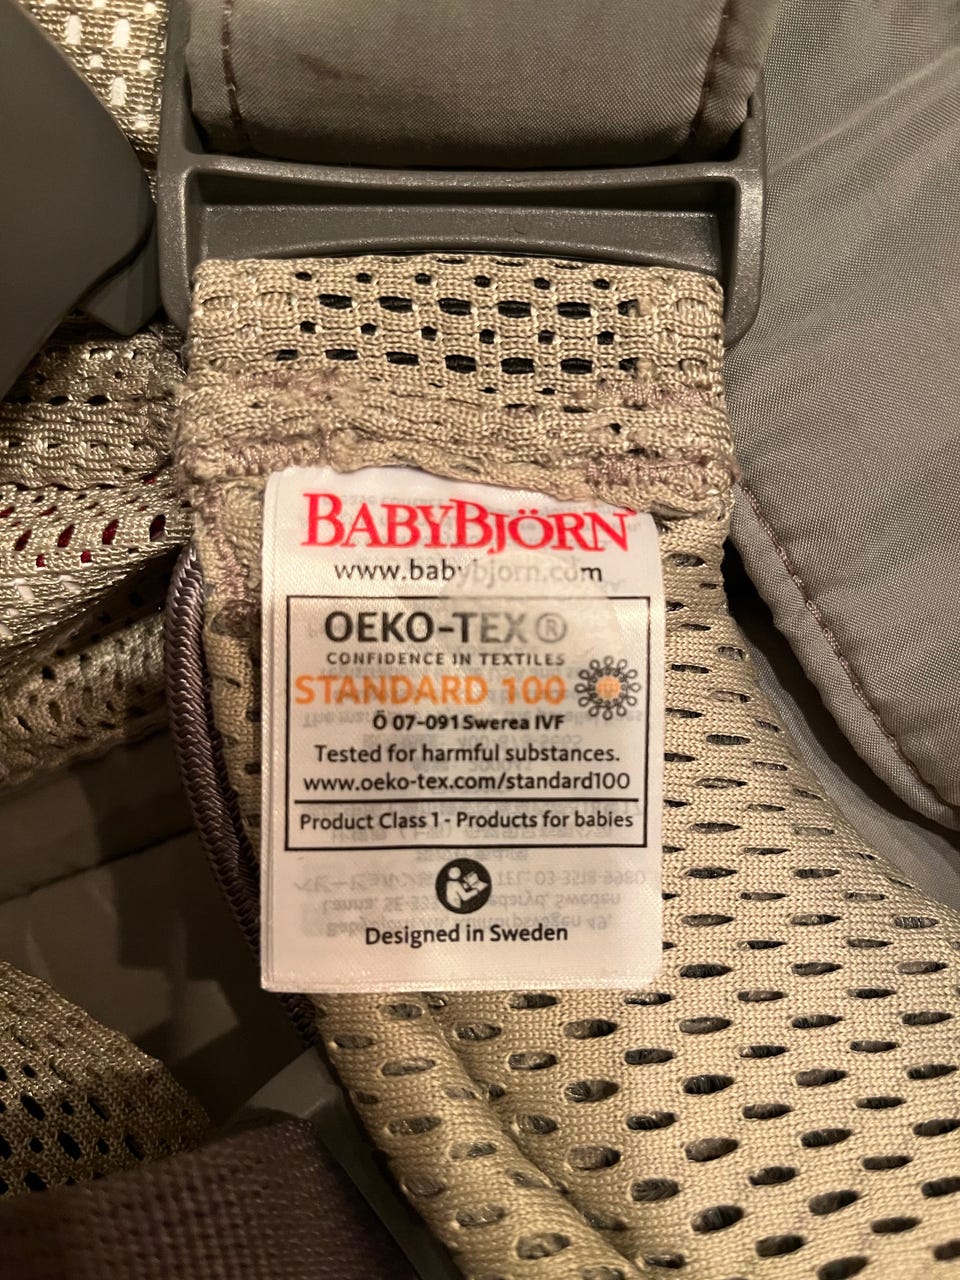 BABYBJÖRN
www.babybjorn.com
OEKO-TEX®
CONFIDENCE IN TEXTILES
STANDARD 100
Ö 07-091 Swerea IVF
Tested for harmful substances.
www.oeko-tex.com/standard100
Product Class 1 - Products for babies
Designed in Sweden